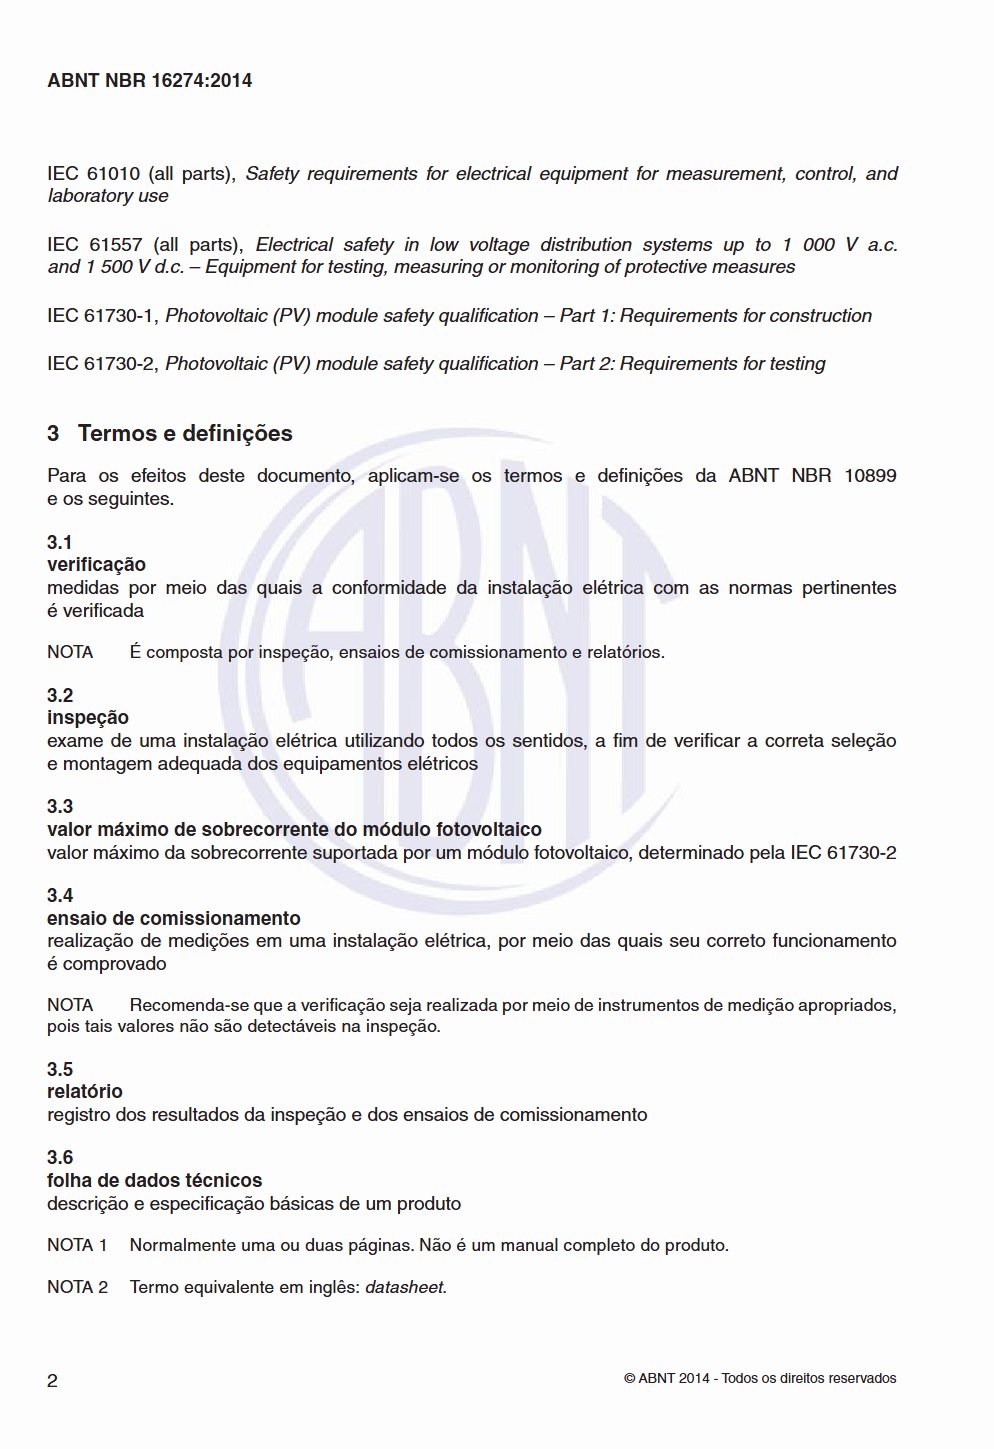 ABNT NBR 16274:2014
IEC 61010 (all parts), Safety requirements for electrical equipment for measurement, control, and
laboratory use
IEC 61557 (all parts), Electrical safety in low voltage distribution systems up to 1 000 V a.c.
and 1 500 V d.c. – Equipment for testing, measuring or monitoring of protective measures
IEC 61730-1, Photovoltaic (PV) module safety qualification – Part 1: Requirements for construction
IEC 61730-2, Photovoltaic (PV) module safety qualification – Part 2: Requirements for testing
3 Termos e definições
Para os efeitos deste documento, aplicam-se os termos e definições da ABNT NBR 10899
e os seguintes.
3.1
verificação
medidas por meio das quais a conformidade da instalação elétrica com as normas pertinentes
é verificada
NOTA É composta por inspeção, ensaios de comissionamento e relatórios.
3.2
inspeção
exame de uma instalação elétrica utilizando todos os sentidos, a fim de verificar a correta seleção
e montagem adequada dos equipamentos elétricos
3.3
valor máximo de sobrecorrente do módulo fotovoltaico
valor máximo da sobrecorrente suportada por um módulo fotovoltaico, determinado pela IEC 61730-2
3.4
ensaio de comissionamento
realização de medições em uma instalação elétrica, por meio das quais seu correto funcionamento
é comprovado
NOTA Recomenda-se que a verificação seja realizada por meio de instrumentos de medição apropriados,
pois tais valores não são detectáveis na inspeção.
3.5
relatório
registro dos resultados da inspeção e dos ensaios de comissionamento
3.6
folha de dados técnicos
descrição e especificação básicas de um produto
NOTA 1 Normalmente uma ou duas páginas. Não é um manual completo do produto.
NOTA 2 Termo equivalente em inglês: datasheet.
ABNT
2
© ABNT 2014 - Todos os direitos reservados